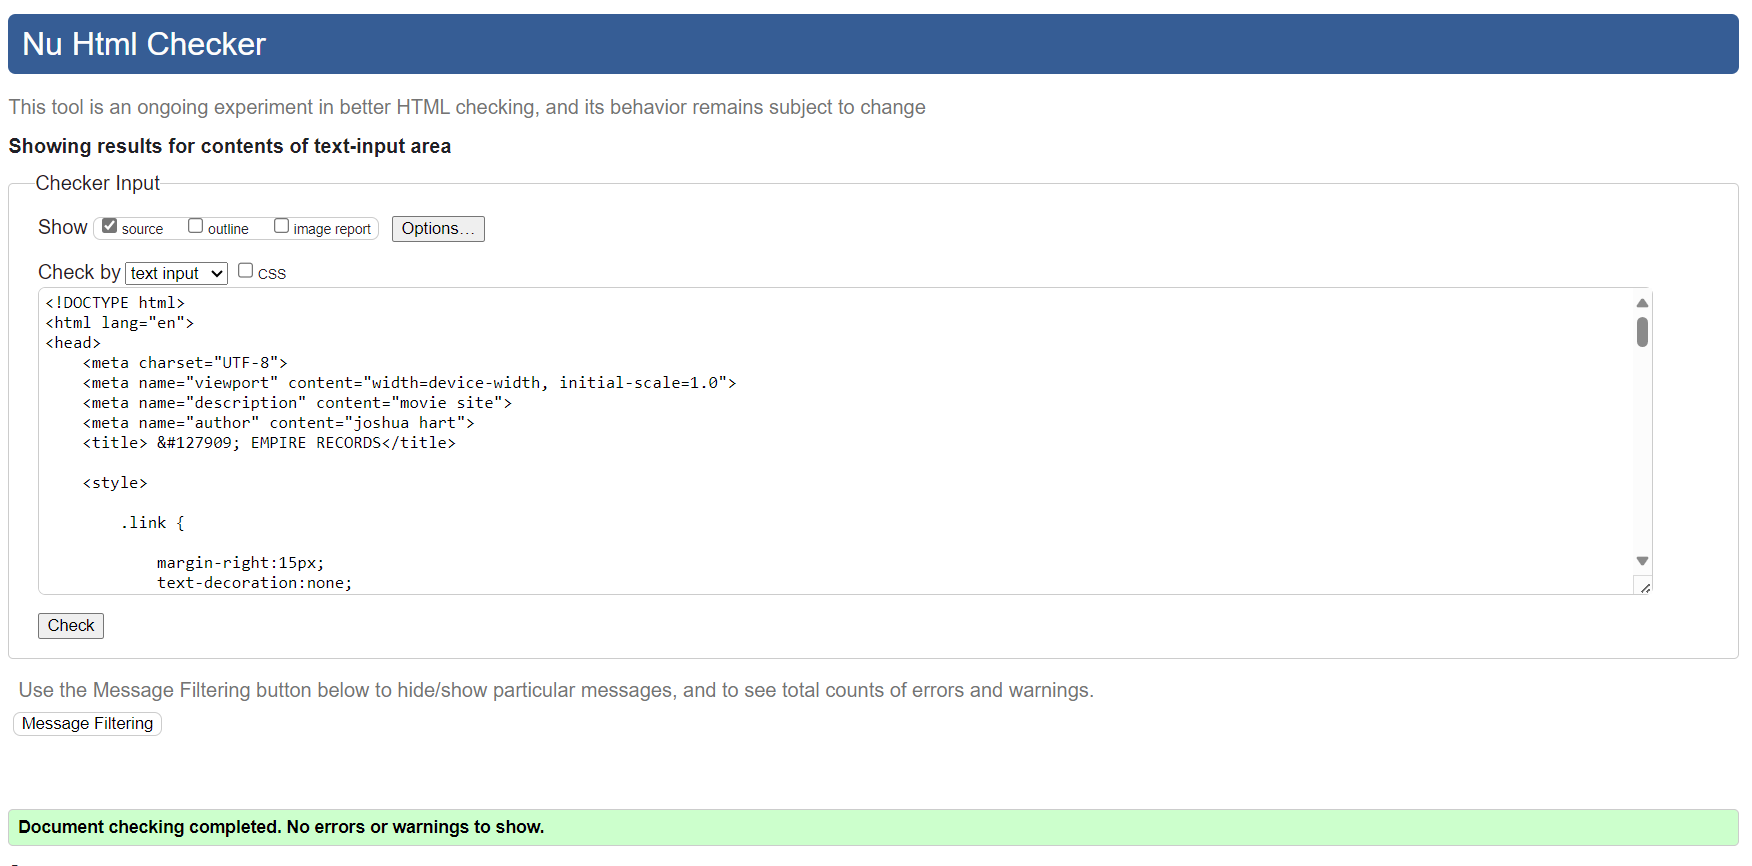 Nu Html Checker
This tool is an ongoing experiment in better HTML checking, and its behavior remains subject to change
Showing results for contents of text-input area
Checker Input
Show source outline image report Options...
Check by text input CSS
<!DOCTYPE html>
<html lang="en">
<head>
    <meta charset="UTF-8">
    <meta name="viewport" content="width=device-width, initial-scale=1.0">
    <meta name="description" content="movie site">
    <meta name="author" content="joshua hart">
    <title> &#127909; EMPIRE RECORDS</title>
    <style>
        .link {
            margin-right:15px;
            text-decoration:none;
Check
Use the Message Filtering button below to hide/show particular messages, and to see total counts of errors and warnings.
Message Filtering
Document checking completed. No errors or warnings to show.